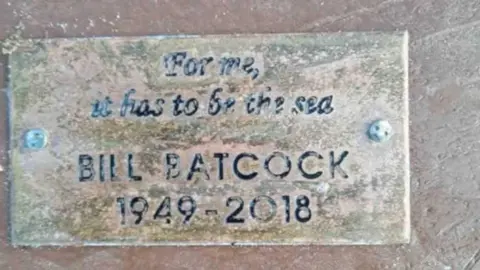 For me,
it has to be the sea
BILL BATCOCK
1949-2018